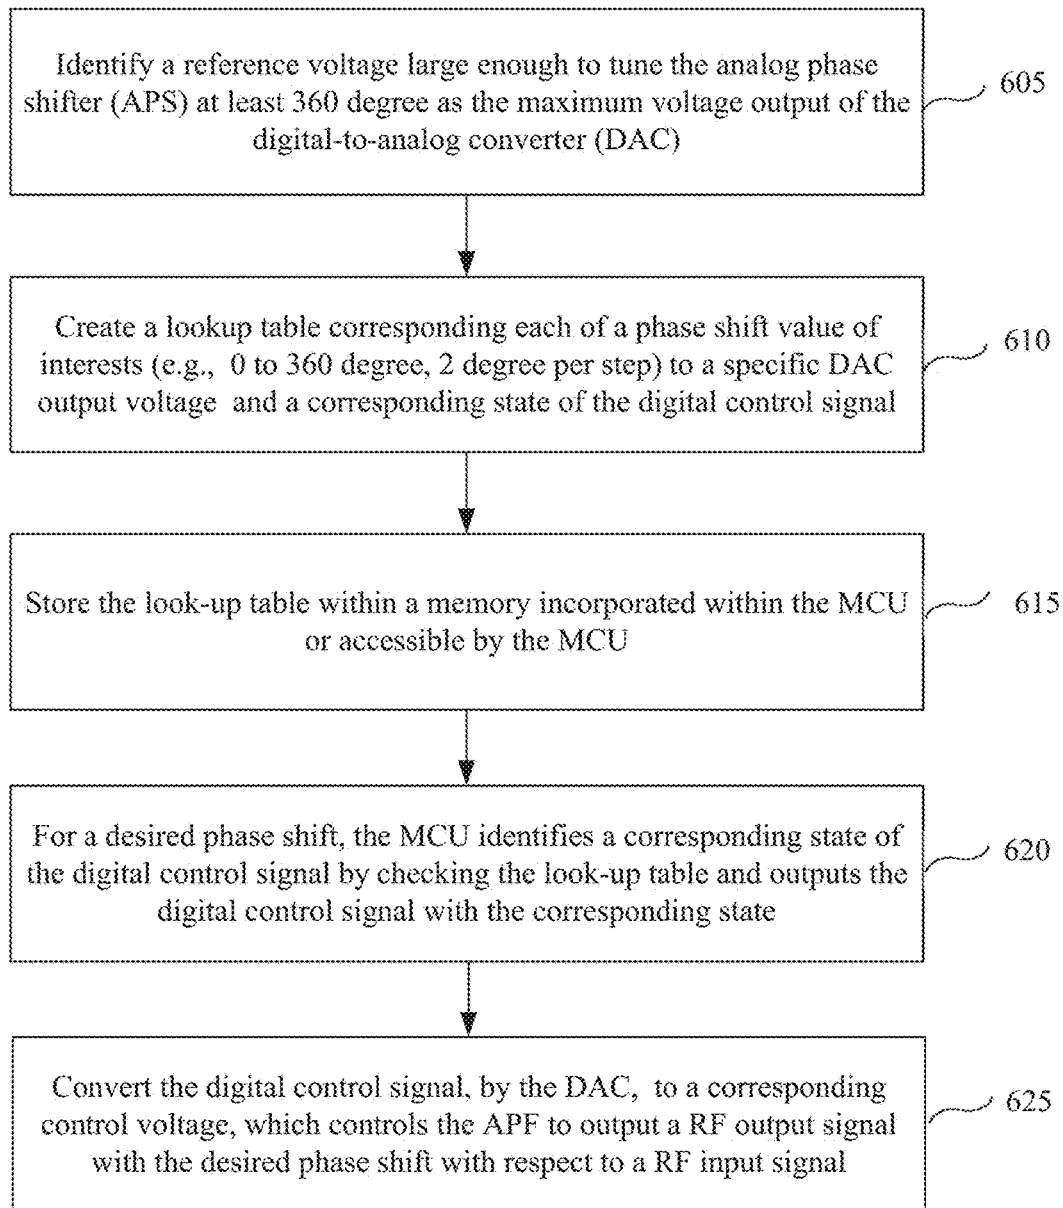 Identify a reference voltage large enough to tune the analog phase
shifter (APS) at least 360 degree as the maximum voltage output of the
digital-to-analog converter (DAC)
605
Create a lookup table corresponding each of a phase shift value of
interests (e.g., 0 to 360 degree, 2 degree per step) to a specific DAC
output voltage and a corresponding state of the digital control signal
610
Store the look-up table within a memory incorporated within the MCU
or accessible by the MCU
615
For a desired phase shift, the MCU identifies a corresponding state of
the digital control signal by checking the look-up table and outputs the
digital control signal with the corresponding state
620
Convert the digital control signal, by the DAC, to a corresponding
control voltage, which controls the APF to output a RF output signal
with the desired phase shift with respect to a RF input signal
625